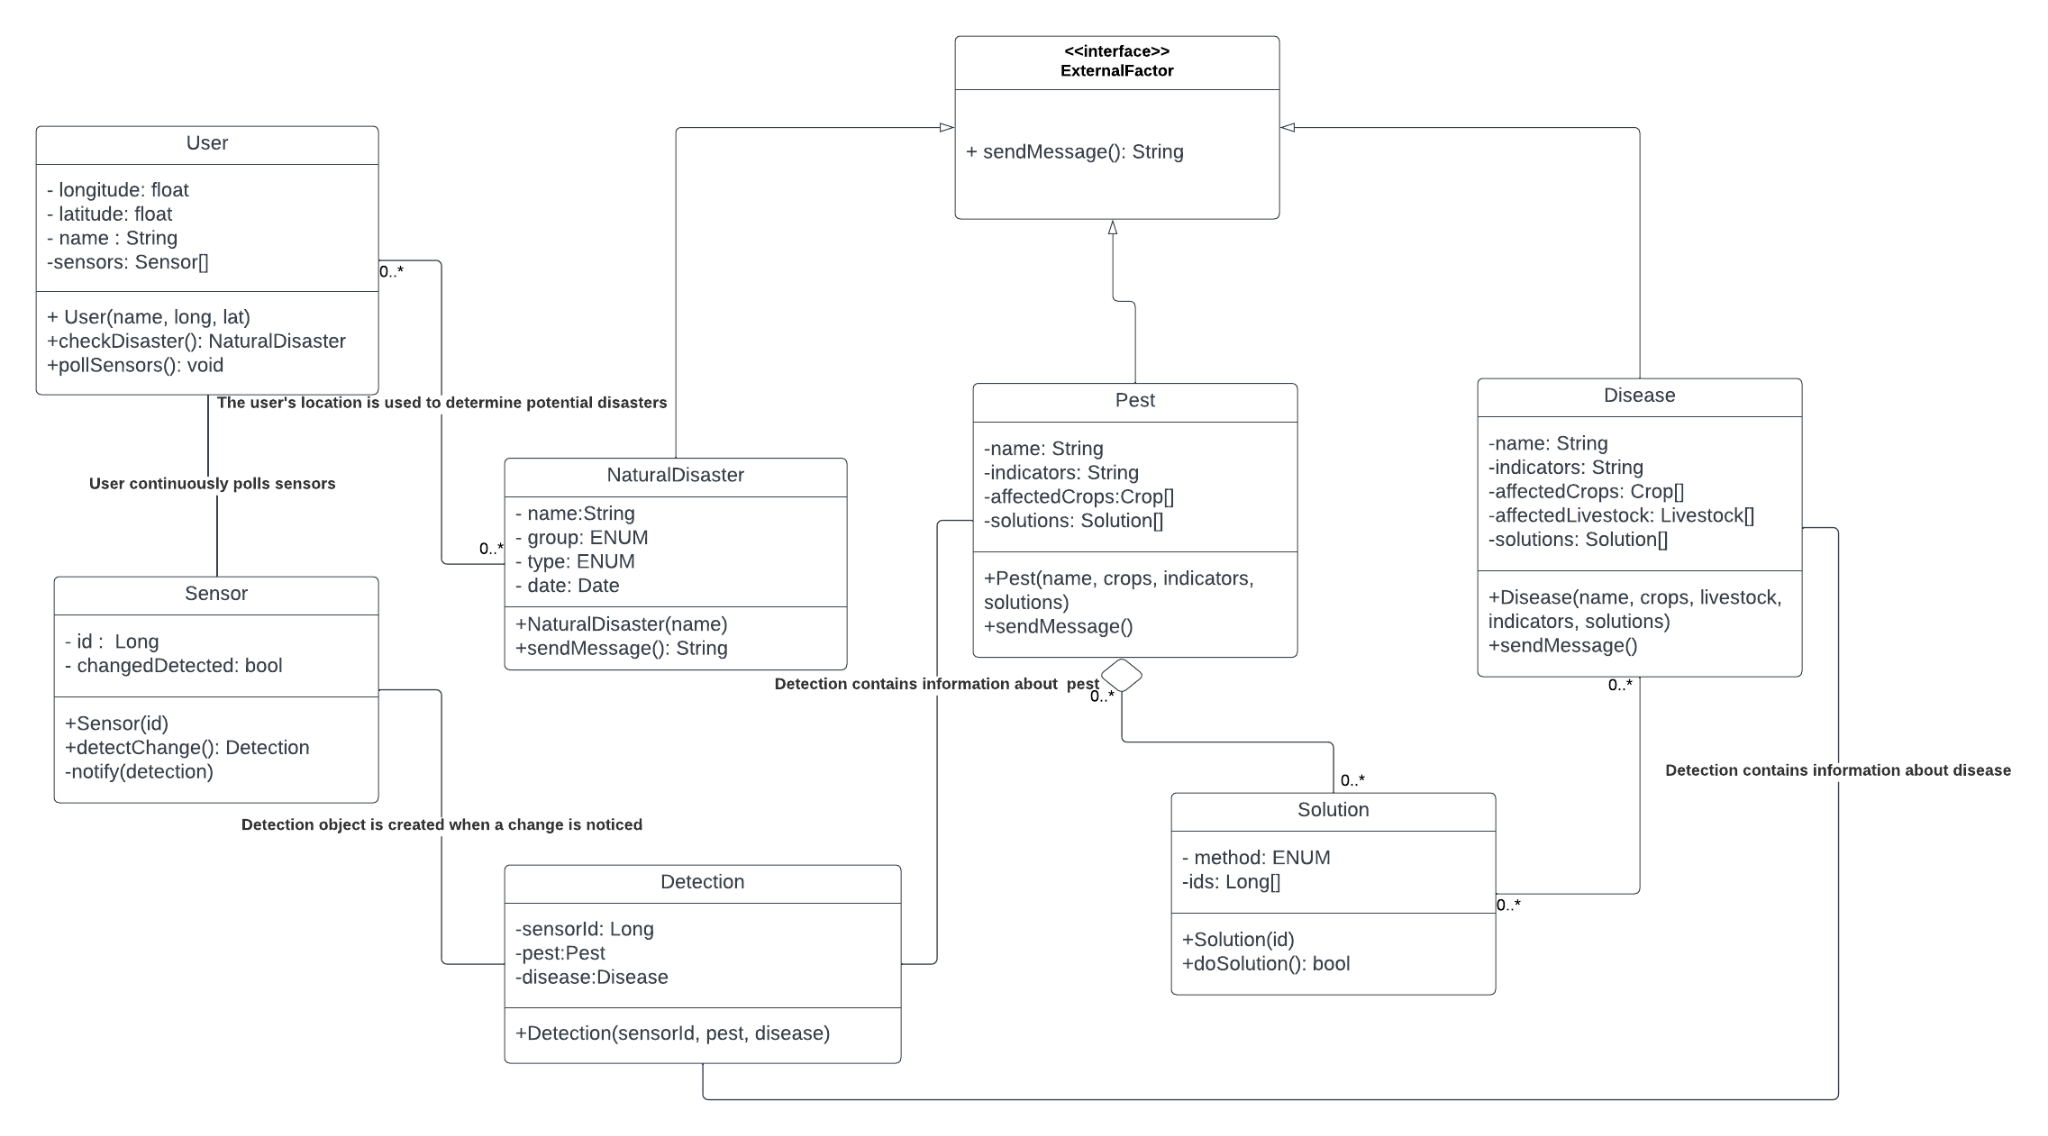 <<interface>>
ExternalFactor
+ sendMessage(): String
User
- longitude: float
- latitude: float
- name : String
-sensors: Sensor[]
+ User(name, long, lat)
+checkDisaster(): NaturalDisaster
+pollSensors(): void
0..*
The user's location is used to determine potential disasters
User continuously polls sensors
0..*
NaturalDisaster
- name:String
- group: ENUM
- type: ENUM
- date: Date
+NaturalDisaster(name)
+sendMessage(): String
Pest
-name: String
-indicators: String
-affectedCrops:Crop[]
-solutions: Solution[]
+Pest(name, crops, indicators,
solutions)
+sendMessage()
Disease
-name: String
-indicators: String
-affectedCrops: Crop[]
-affectedLivestock: Livestock[]
-solutions: Solution[]
+Disease(name, crops, livestock,
indicators, solutions)
+sendMessage()
Sensor
- id :  Long
- changedDetected: bool
+Sensor(id)
+detectChange(): Detection
-notify(detection)
Detection contains information about  pest
0..*
0..*
0..*
Detection contains information about disease
Detection object is created when a change is noticed
Solution
- method: ENUM
-ids: Long[]
+Solution(id)
+doSolution(): bool
0..*
Detection
-sensorId: Long
-pest:Pest
-disease:Disease
+Detection(sensorId, pest, disease)